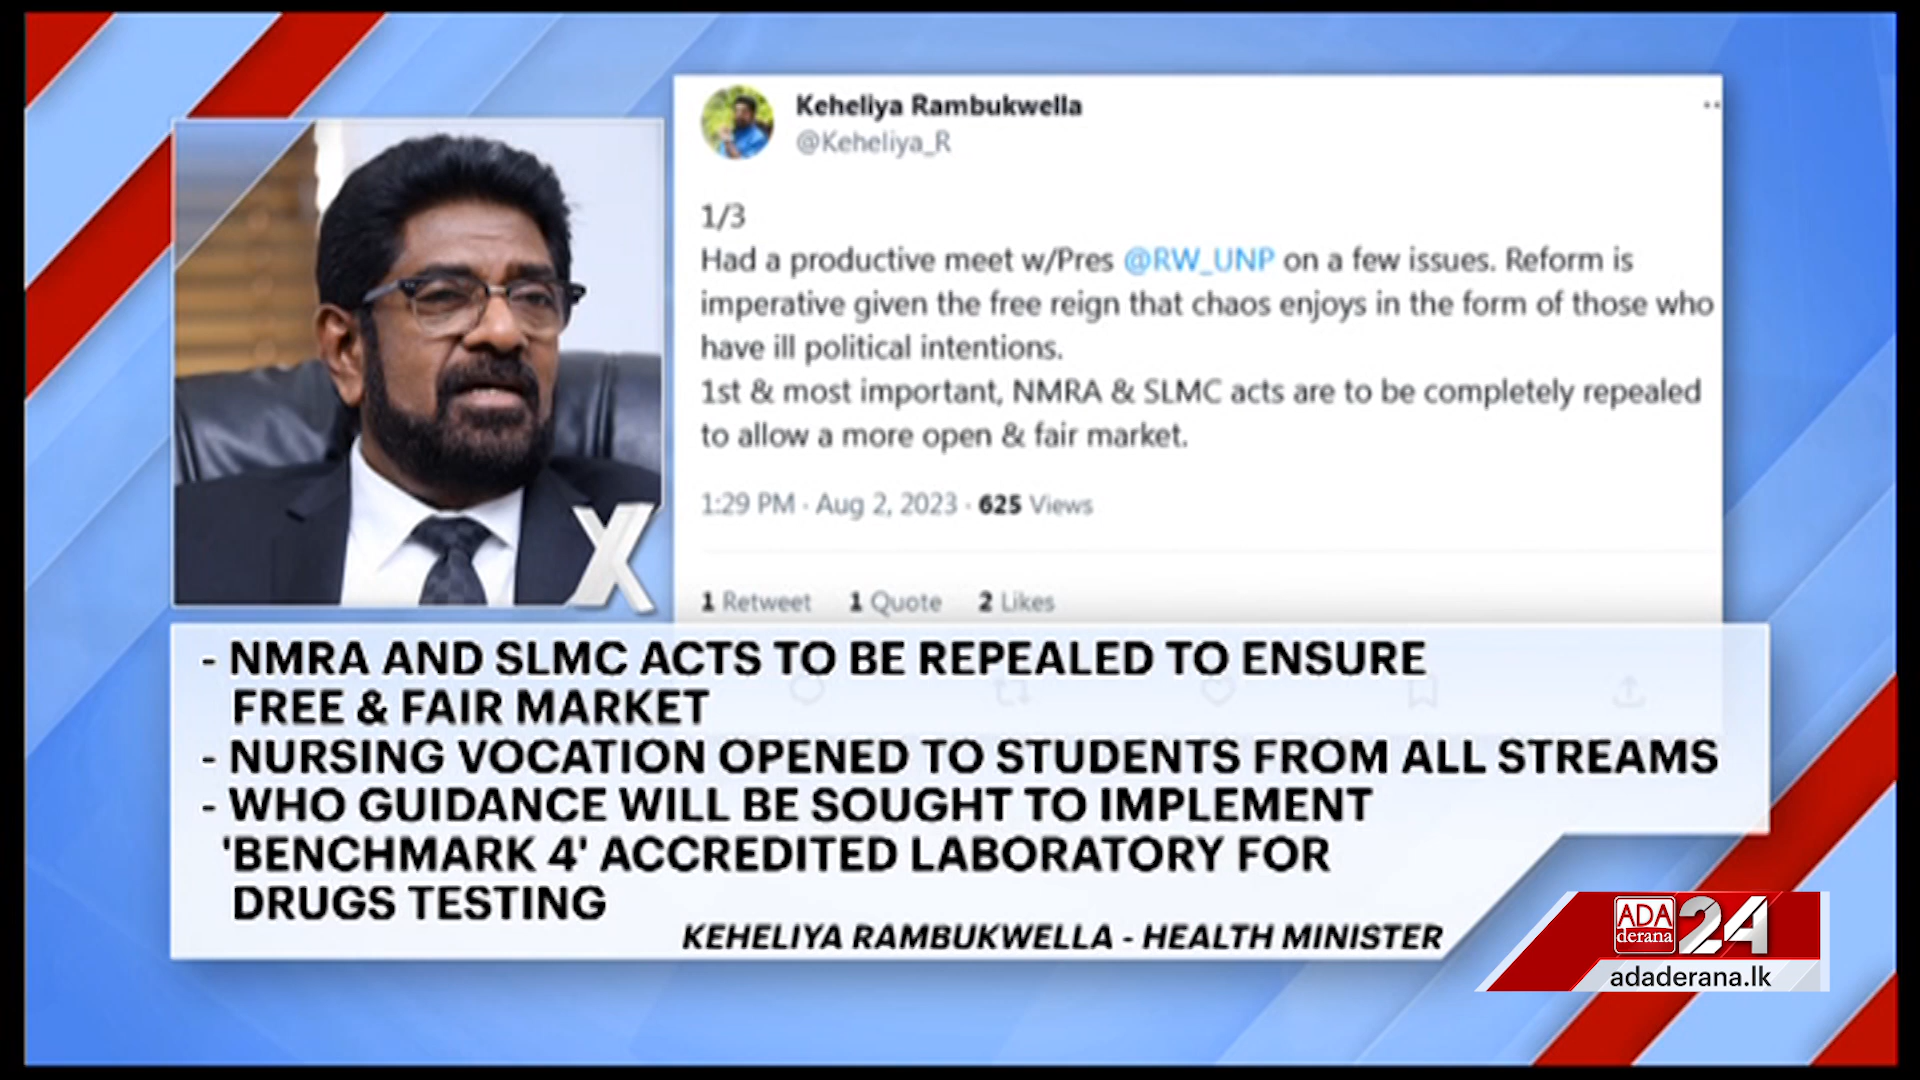 Keheliya Rambukwella
@Keheliya_R
1/3
Had a productive meet w/Pres @RW_UNP on a few issues. Reform is
imperative given the free reign that chaos enjoys in the form of those who
have ill political intentions.
1st & most important, NMRA & SLMC acts are to be completely repealed
to allow a more open & fair market.
1:29 PM · Aug 2, 2023 · 625 Views
1 Retweet 1 Quote 2 Likes
X
- NMRA AND SLMC ACTS TO BE REPEALED TO ENSURE
FREE & FAIR MARKET
- NURSING VOCATION OPENED TO STUDENTS FROM ALL STREAMS
- WHO GUIDANCE WILL BE SOUGHT TO IMPLEMENT
'BENCHMARK 4' ACCREDITED LABORATORY FOR
DRUGS TESTING
KEHELIYA RAMBUKWELLA - HEALTH MINISTER
ADA
derana 24
adaderana.lk